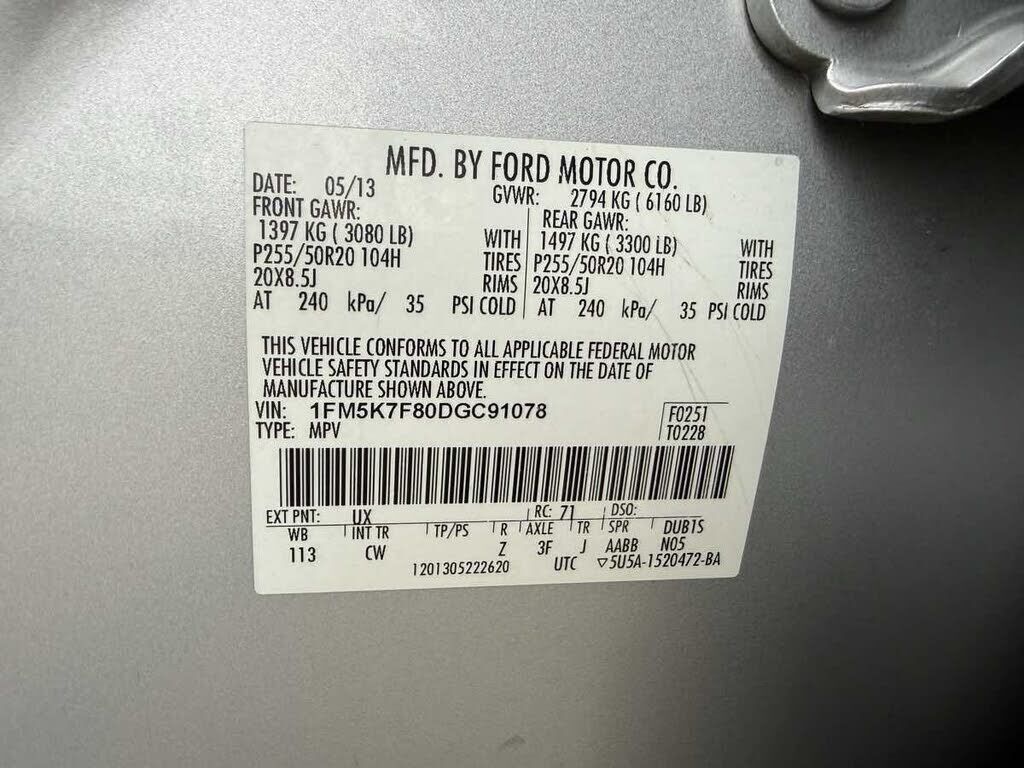 MFD. BY FORD MOTOR CO.
DATE: 05/13 GVWR: 2794 KG ( 6160 LB)
FRONT GAWR: REAR GAWR:
1397 KG ( 3080 LB) WITH 1497 KG ( 3300 LB) WITH
P255/50R20 104H TIRES P255/50R20 104H TIRES
20X8.5J RIMS 20X8.5J RIMS
AT 240 kPa/ 35 PSI COLD AT 240 kPa/ 35 PSI COLD
THIS VEHICLE CONFORMS TO ALL APPLICABLE FEDERAL MOTOR
VEHICLE SAFETY STANDARDS IN EFFECT ON THE DATE OF
MANUFACTURE SHOWN ABOVE.
VIN: 1FM5K7F80DGC91078 F0251
TYPE: MPV T0228
EXT PNT: UX RC: 71 DSO:
WB INT TR TP/PS R AXLE TR SPR DUB1S
113 CW Z 3F J AABB N05
1201305222620 UTC ▽5U5A-1520472-BA